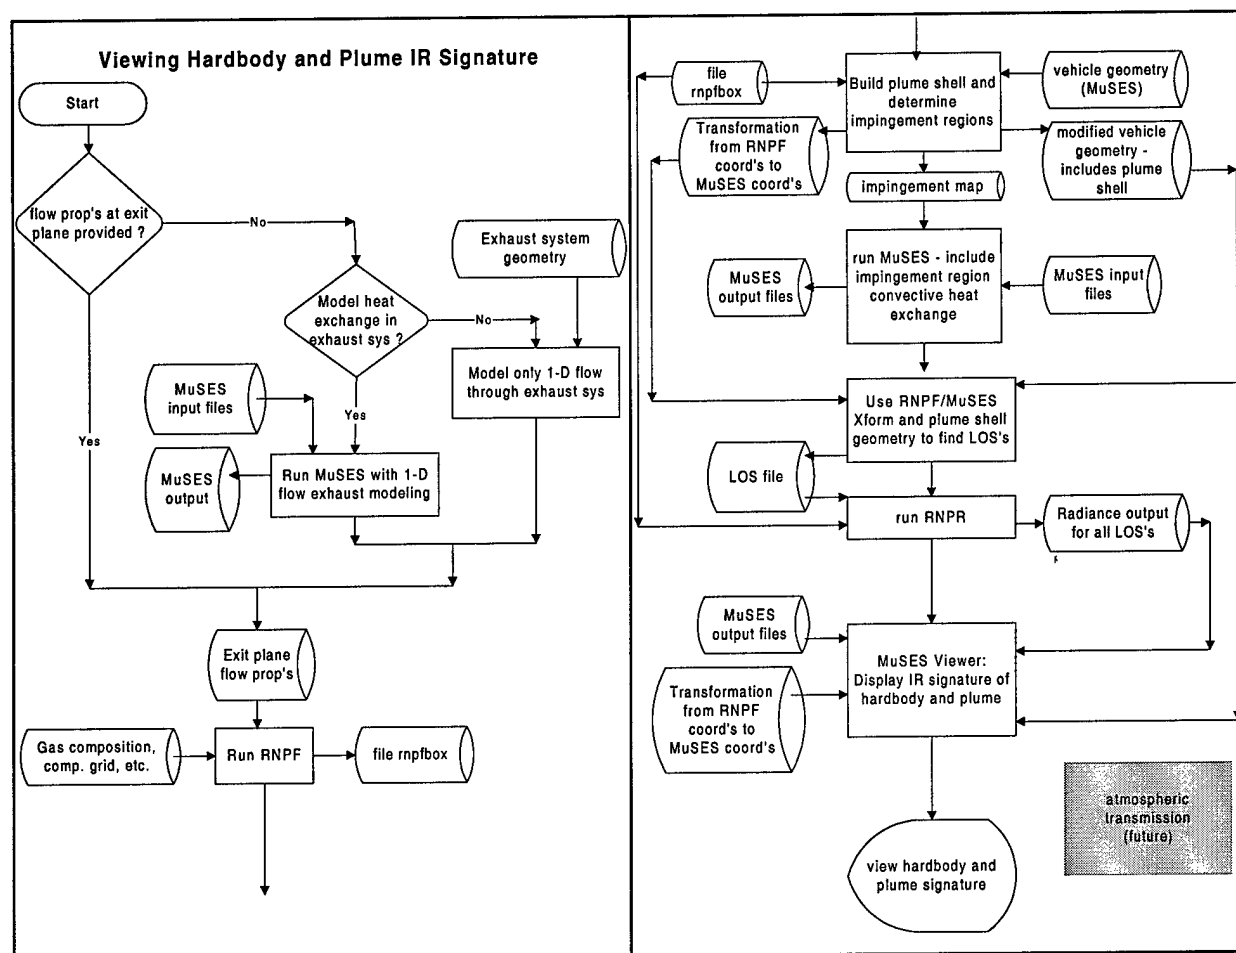 Viewing Hardbody and Plume IR Signature
Start
flow prop's at exit
plane provided ?
No
Exhaust system
geometry
Model heat
exchange in
exhaust sys ?
No
Model only 1-D flow
through exhaust sys
MuSES
input files
Yes
Yes
MuSES
output
Run MuSES with 1-D
flow exhaust modeling
Exit plane
flow prop's
Gas composition,
comp. grid, etc.
Run RNPF
file rnpfbox
file
rnpfbox
Build plume shell and
determine
impingement regions
vehicle geometry
(MuSES)
Transformation
from RNPF
coord's to
MuSES coord's
modified vehicle
geometry -
includes plume
shell
impingement map
MuSES
output files
run MuSES - include
impingement region
convective heat
exchange
MuSES input
files
Use RNPF/MuSES
Xform and plume shell
geometry to find LOS's
LOS file
run RNPR
Radiance output
for all LOS's
MuSES
output files
MuSES Viewer:
Display IR signature of
hardbody and plume
Transformation
from RNPF
coord's to
MuSES coord's
atmospheric
transmission
(future)
view hardbody and
plume signature